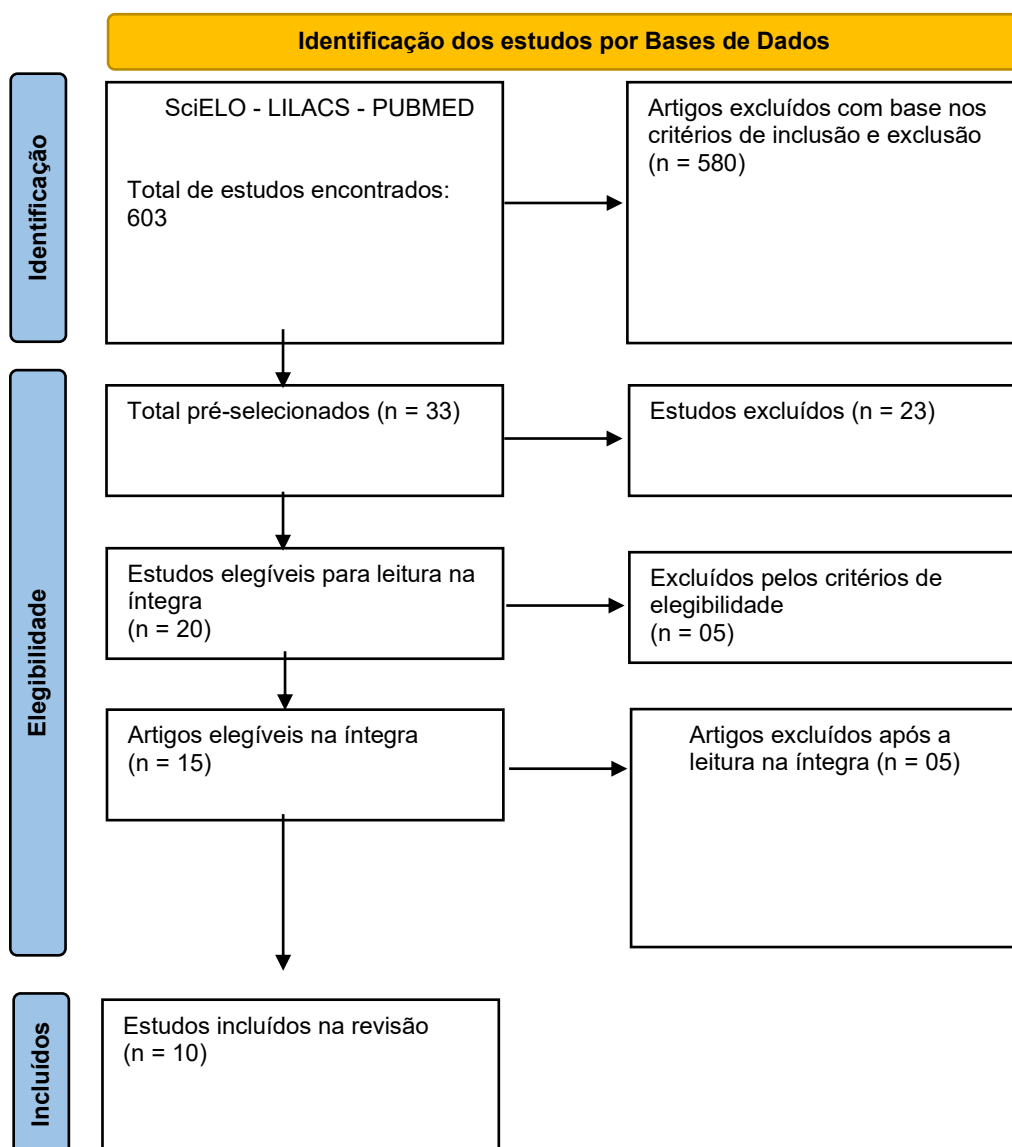 Identificação dos estudos por Bases de Dados
Identificação
SciELO - LILACS - PUBMED
Total de estudos encontrados:
603
Artigos excluídos com base nos
critérios de inclusão e exclusão
(n = 580)
Elegibilidade
Total pré-selecionados (n = 33)
Estudos excluídos (n = 23)
Estudos elegíveis para leitura na
íntegra
(n = 20)
Excluídos pelos critérios de
elegibilidade
(n = 05)
Artigos elegíveis na íntegra
(n = 15)
Artigos excluídos após a
leitura na íntegra (n = 05)
Incluídos
Estudos incluídos na revisão
(n = 10)